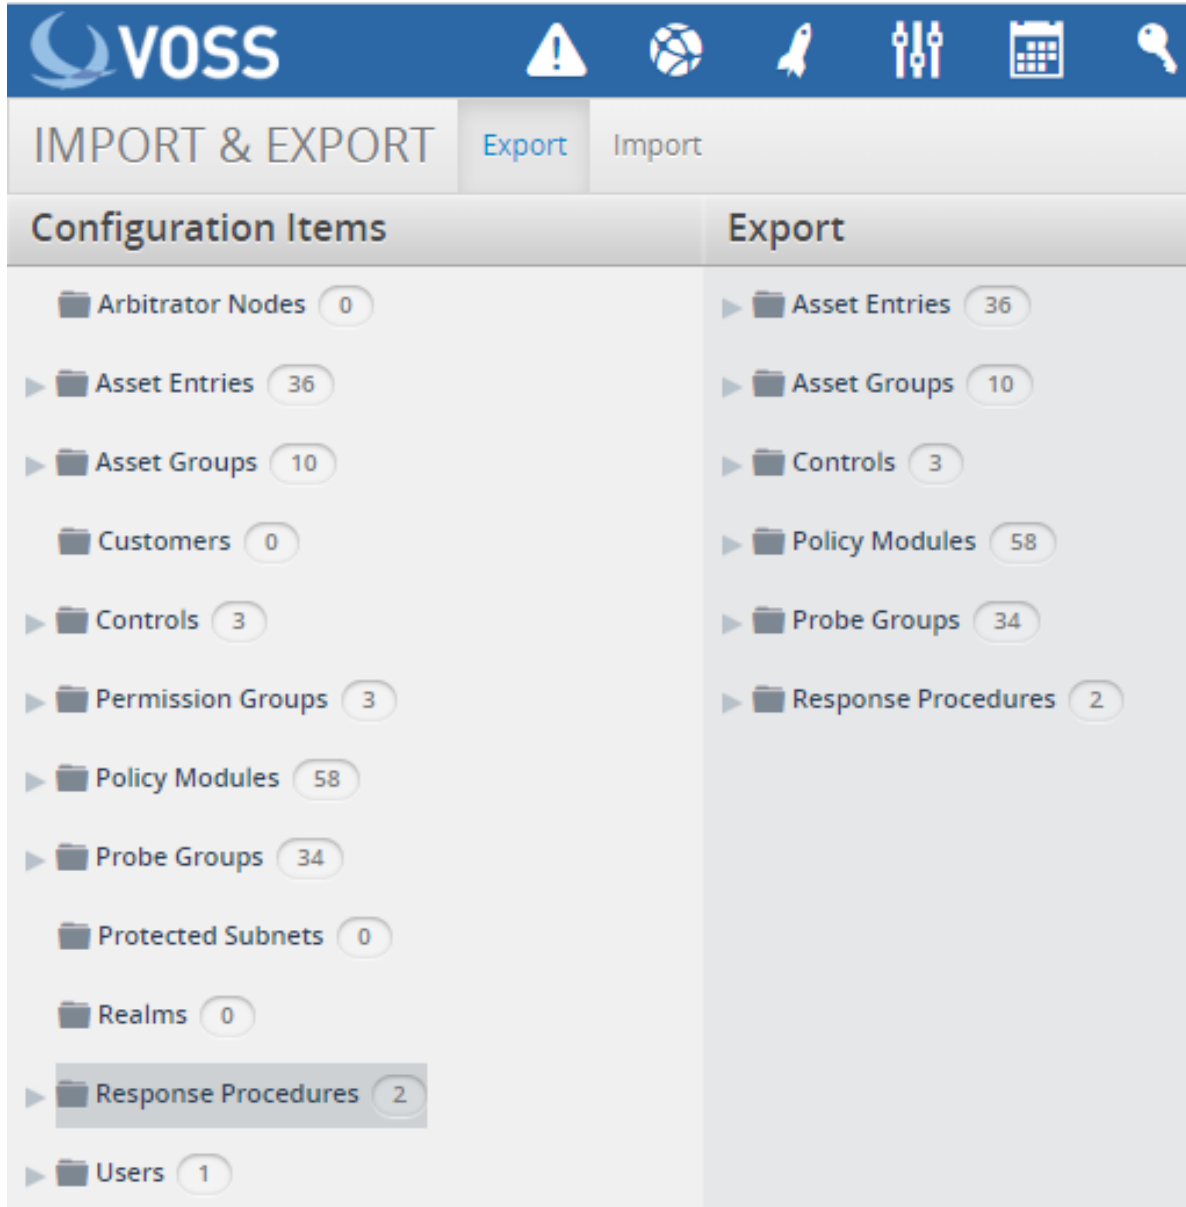 VOSS
IMPORT & EXPORT Export Import
Configuration Items
Arbitrator Nodes 0
Asset Entries 36
Asset Groups 10
Customers 0
Controls 3
Permission Groups 3
Policy Modules 58
Probe Groups 34
Protected Subnets 0
Realms 0
Response Procedures 2
Users 1
Export
Asset Entries 36
Asset Groups 10
Controls 3
Policy Modules 58
Probe Groups 34
Response Procedures 2